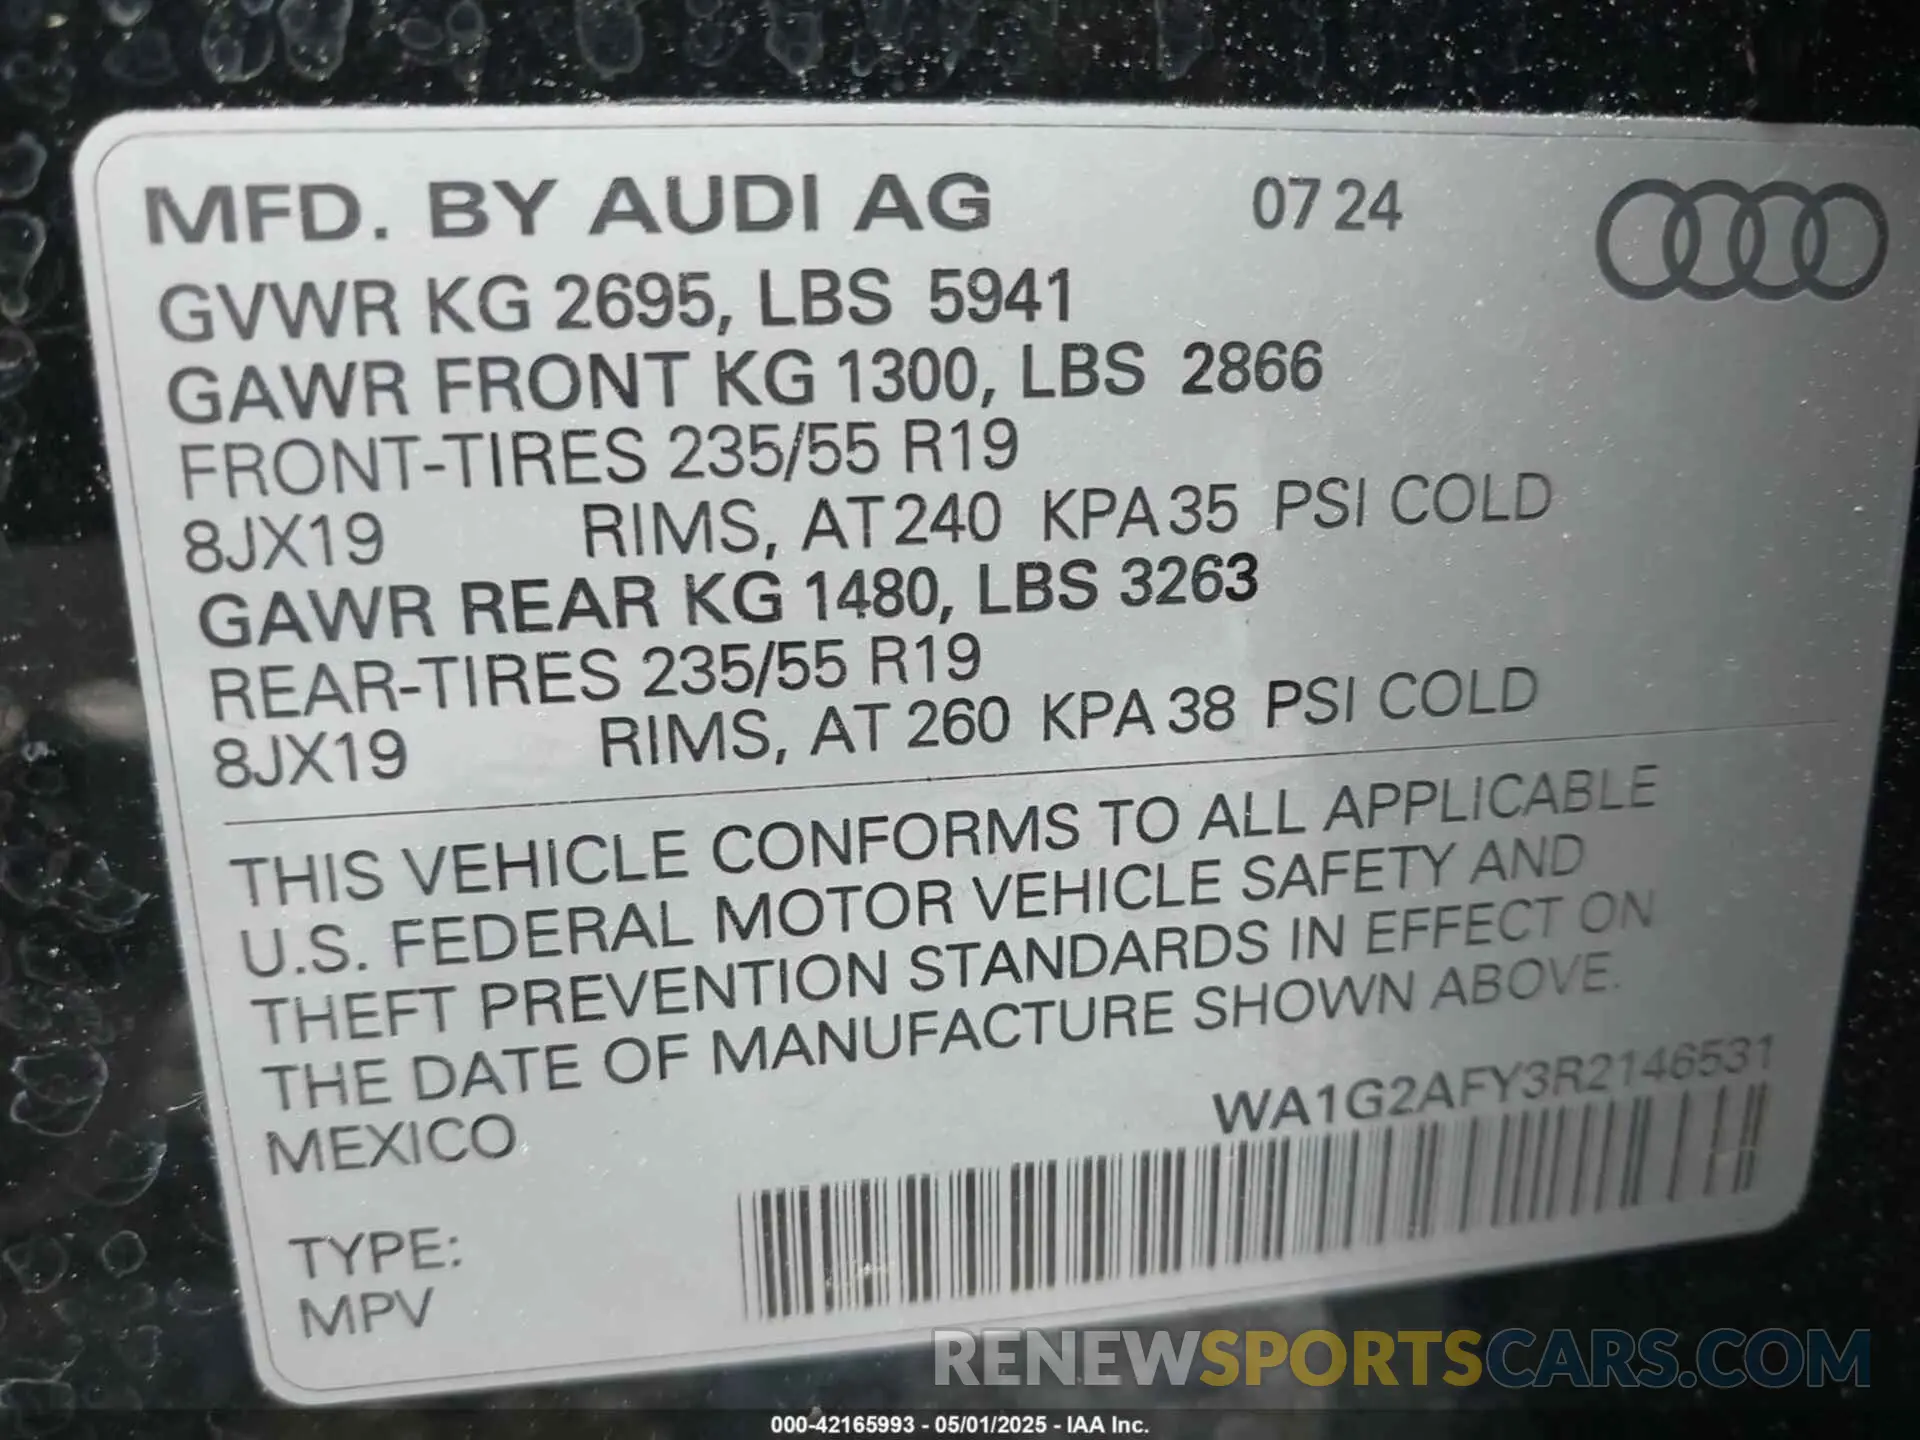 MFD. BY AUDI AG 07 24
GVWR KG 2695, LBS 5941
GAWR FRONT KG 1300, LBS 2866
FRONT-TIRES 235/55 R19
8JX19 RIMS, AT 240 KPA 35 PSI COLD
GAWR REAR KG 1480, LBS 3263
REAR-TIRES 235/55 R19
8JX19 RIMS, AT 260 KPA 38 PSI COLD
THIS VEHICLE CONFORMS TO ALL APPLICABLE
U.S. FEDERAL MOTOR VEHICLE SAFETY AND
THEFT PREVENTION STANDARDS IN EFFECT ON
THE DATE OF MANUFACTURE SHOWN ABOVE.
MEXICO WA1G2AFY3R2146531
TYPE:
MPV
RENEWSPORTSCARS.COM
000-42165993 - 05/01/2025 - IAA Inc.